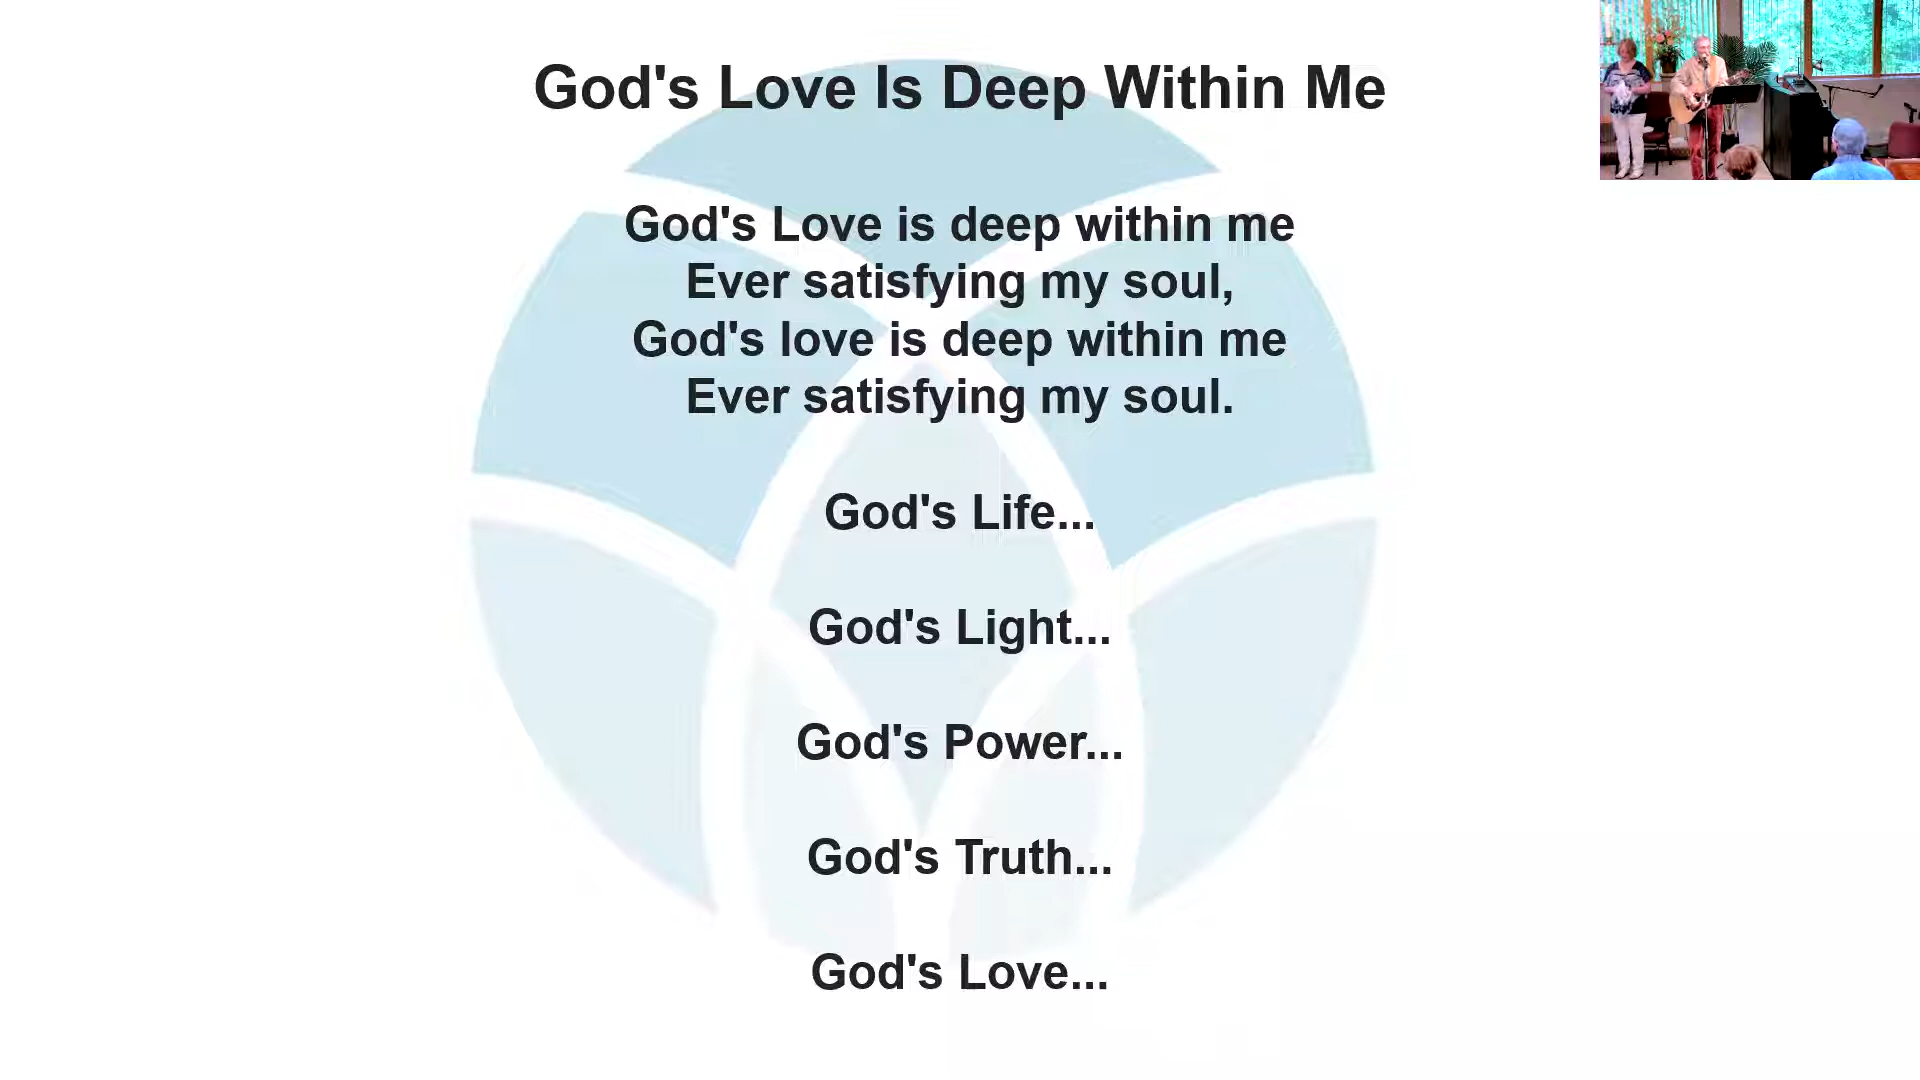 God's Love Is Deep Within Me
God's Love is deep within me
Ever satisfying my soul,
God's love is deep within me
Ever satisfying my soul.
God's Life...
God's Light...
God's Power...
God's Truth...
God's Love...